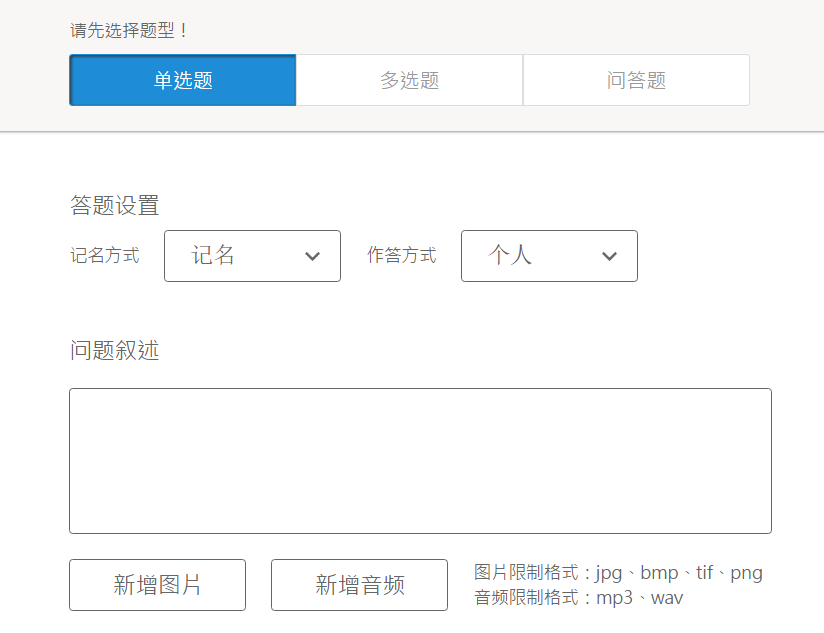 请先选择题型！
单选题 多选题 问答题
答题设置
记名方式 记名 作答方式 个人
问题叙述
新增图片 新增音频 图片限制格式：jpg、bmp、tif、png
音频限制格式：mp3、wav